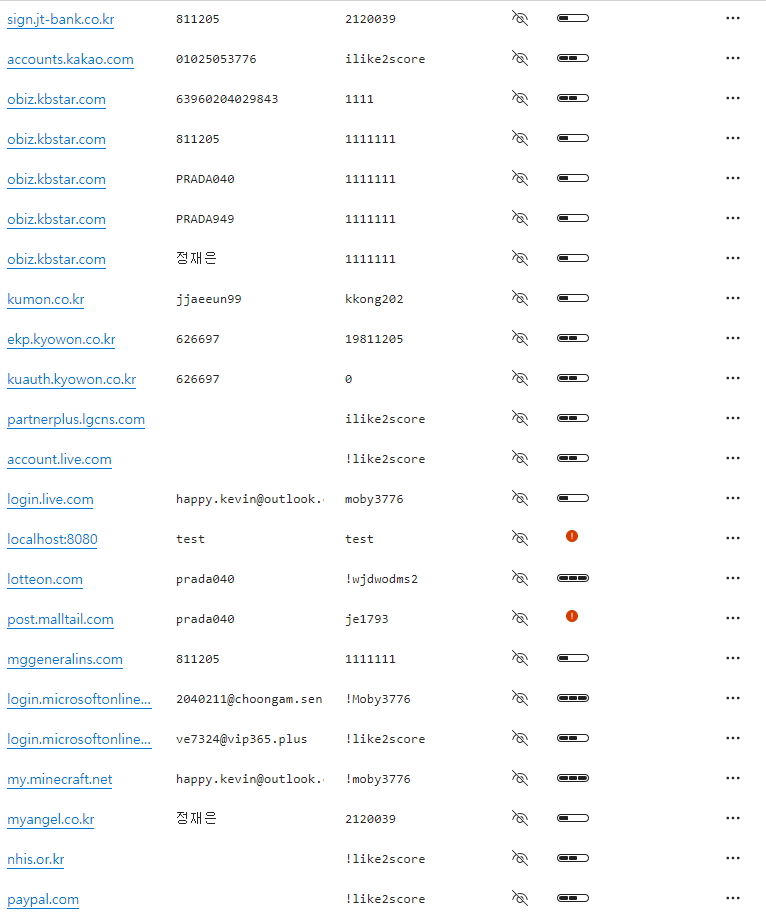 sign.jt-bank.co.kr 811205 2120039
accounts.kakao.com 01025053776 ilike2score
obiz.kbstar.com 63960204029843 1111
obiz.kbstar.com 811205 1111111
obiz.kbstar.com PRADA040 1111111
obiz.kbstar.com PRADA949 1111111
obiz.kbstar.com 정재은 1111111
kumon.co.kr jjaeeun99 kkong202
ekp.kyowon.co.kr 626697 19811205
kuauth.kyowon.co.kr 626697 0
partnerplus.lgcns.com ilike2score
account.live.com !like2score
login.live.com happy.kevin@outlook. moby3776
localhost:8080 test test
lotteon.com prada040 !wjdwodms2
post.malltail.com prada040 je1793
mggeneralins.com 811205 1111111
login.microsoftonline... 2040211@choongam.sen !Moby3776
login.microsoftonline... ve7324@vip365.plus !like2score
my.minecraft.net happy.kevin@outlook. !moby3776
myangel.co.kr 정재은 2120039
nhis.or.kr !like2score
paypal.com !like2score